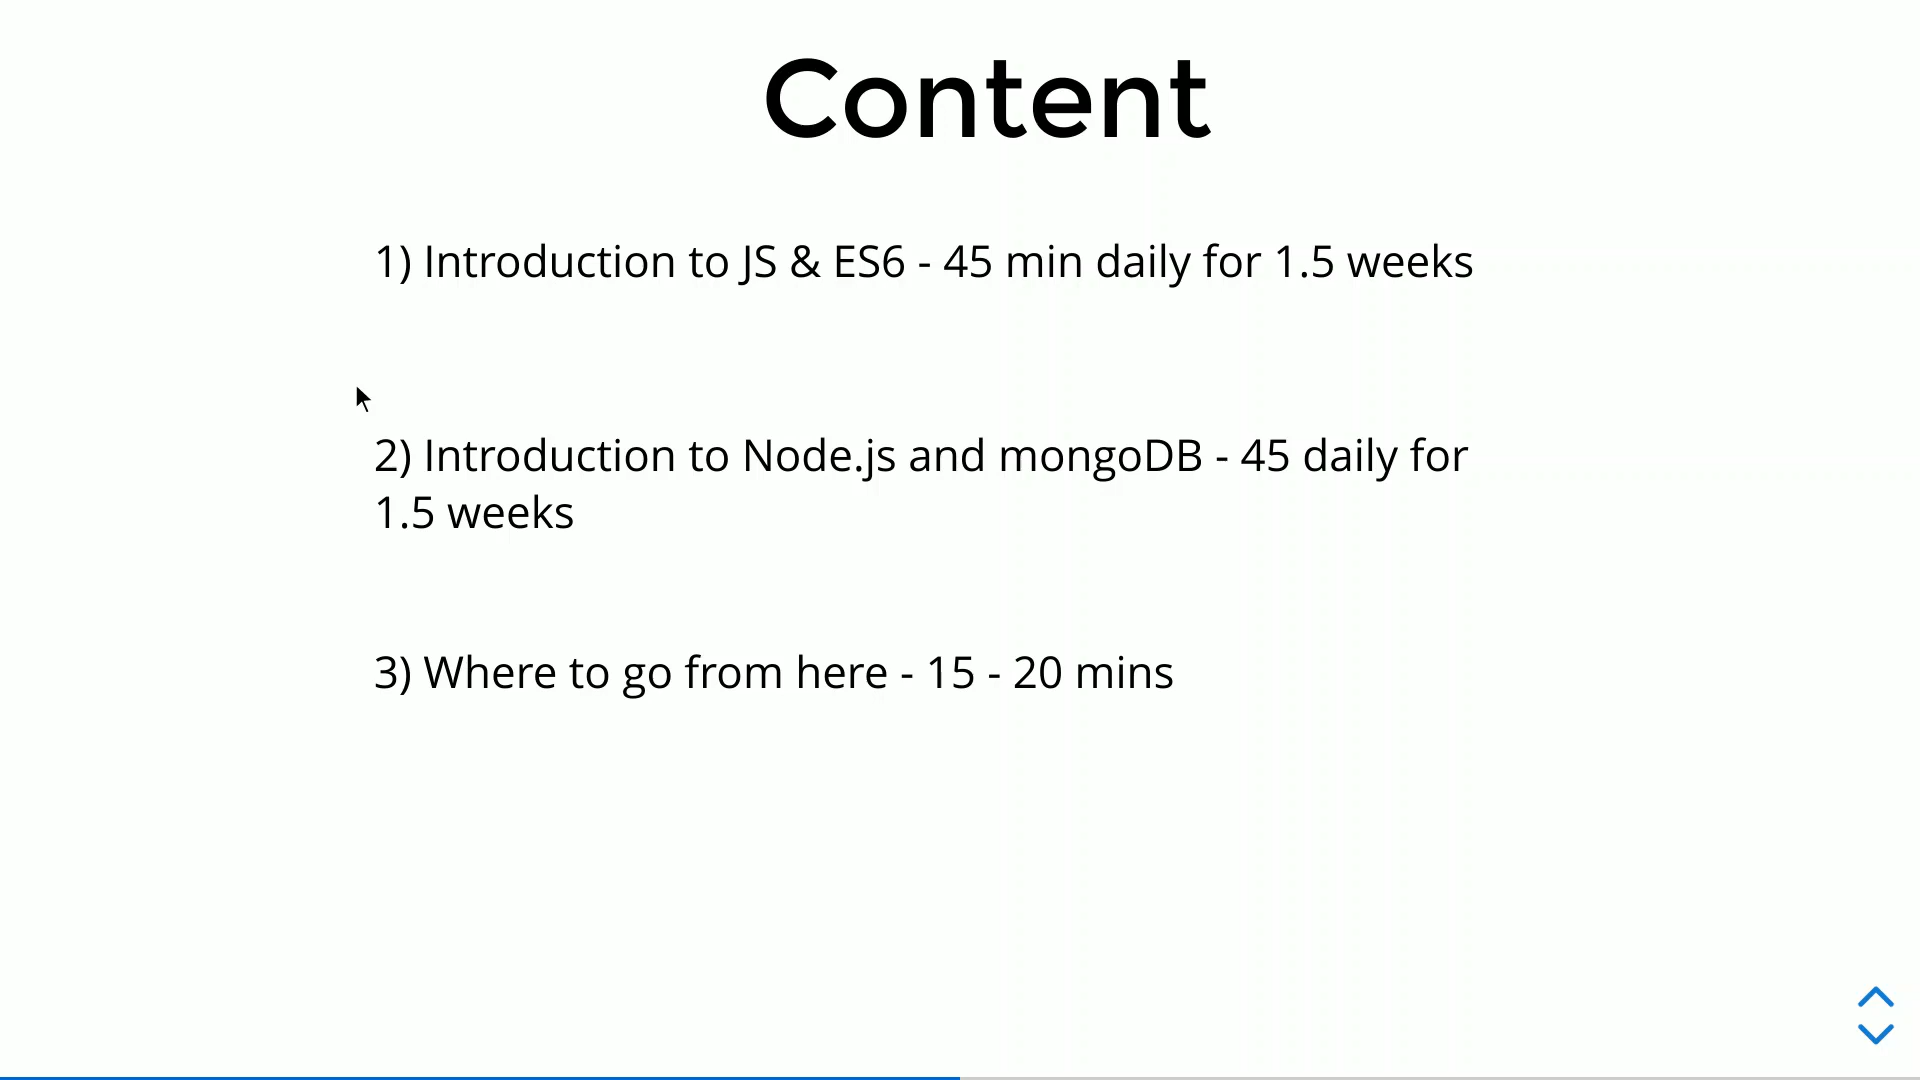 Content
1) Introduction to JS & ES6 - 45 min daily for 1.5 weeks
2) Introduction to Node.js and mongoDB - 45 daily for
1.5 weeks
3) Where to go from here - 15 - 20 mins